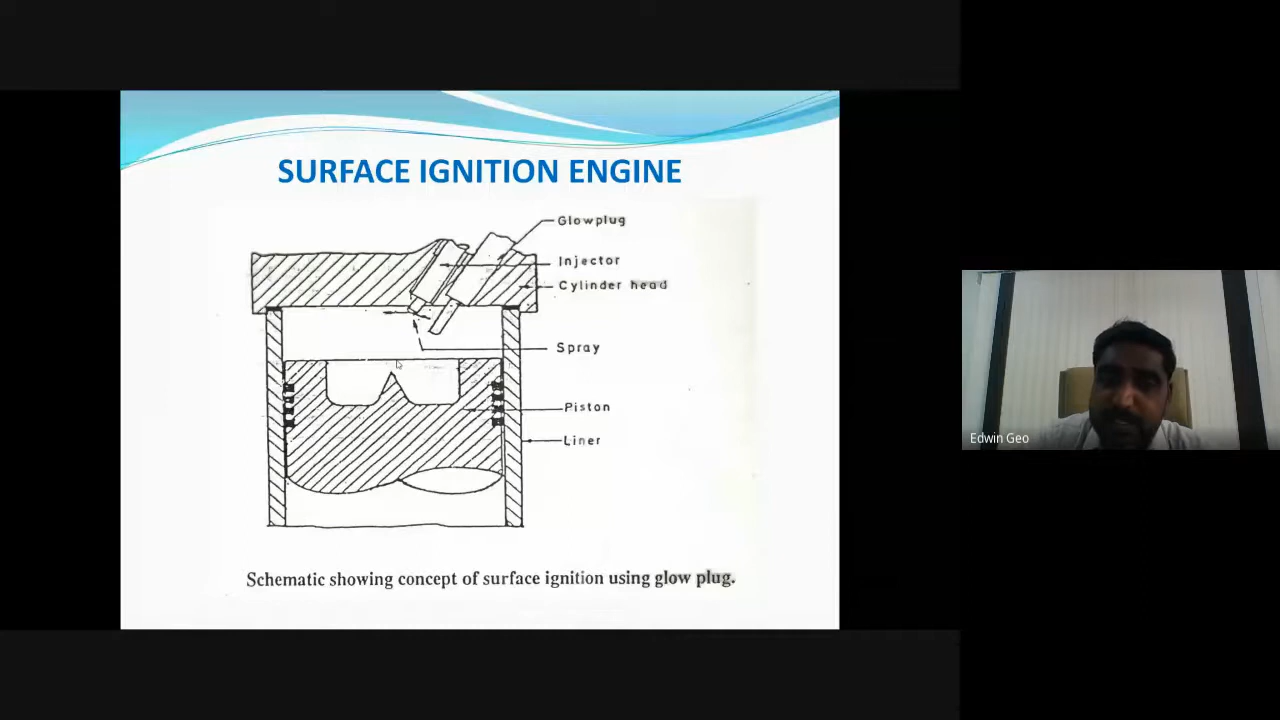 SURFACE IGNITION ENGINE
Glowplug
Injector
Cylinder head
Spray
Piston
Liner
Schematic showing concept of surface ignition using glow plug.
Edwin Geo